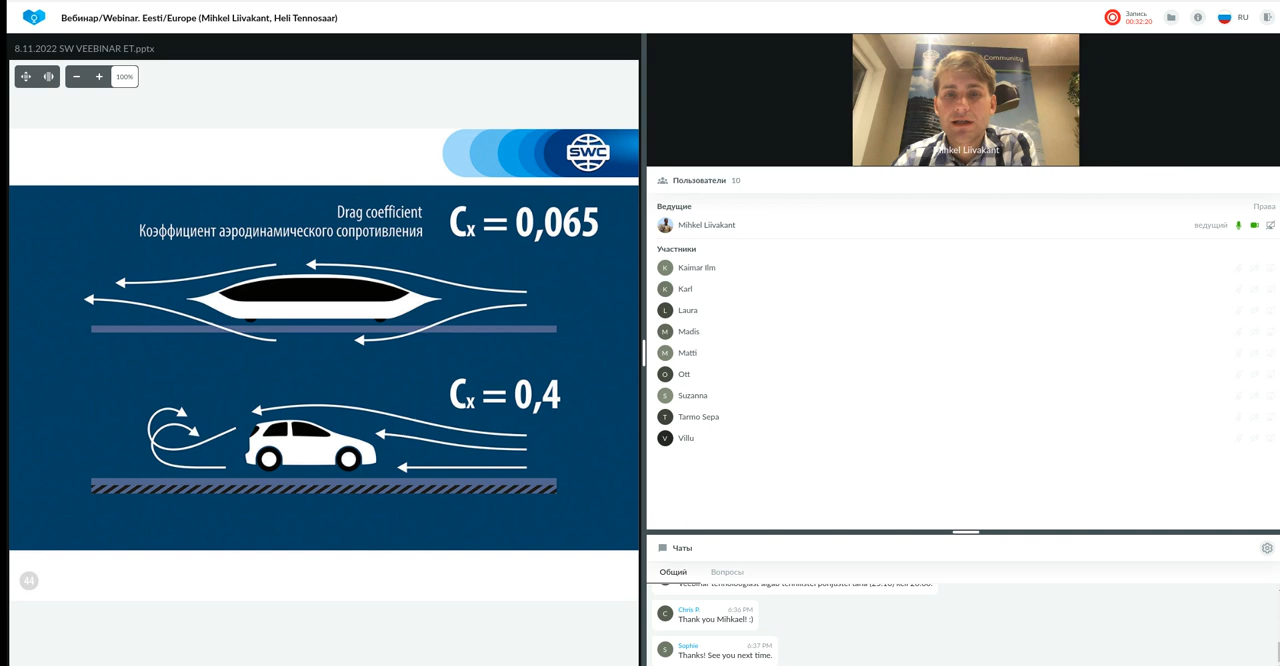 Вебинар/Webinar. Eesti/Europe (Mihkel Liivakant, Heli Tennosaar)
Запись
00:32:20
RU
8.11.2022 SW VEEBINAR ET.pptx
100%
SWC
Drag coefficient
Коэффициент аэродинамического сопротивления
Cx = 0,065
Cx = 0,4
44
Community
Mihkel Liivakant
Пользователи 10
Ведущие Права
Mihkel Liivakant ведущий
Участники
K Kaimar Ilm
K Karl
L Laura
M Madis
M Matti
O Ott
S Suzanna
T Tarmo Sepa
V Villu
Чаты
Общий Вопросы
C Chris P. 6:36 PM
Thank you Mihkael! :)
S Sophie 6:37 PM
Thanks! See you next time.